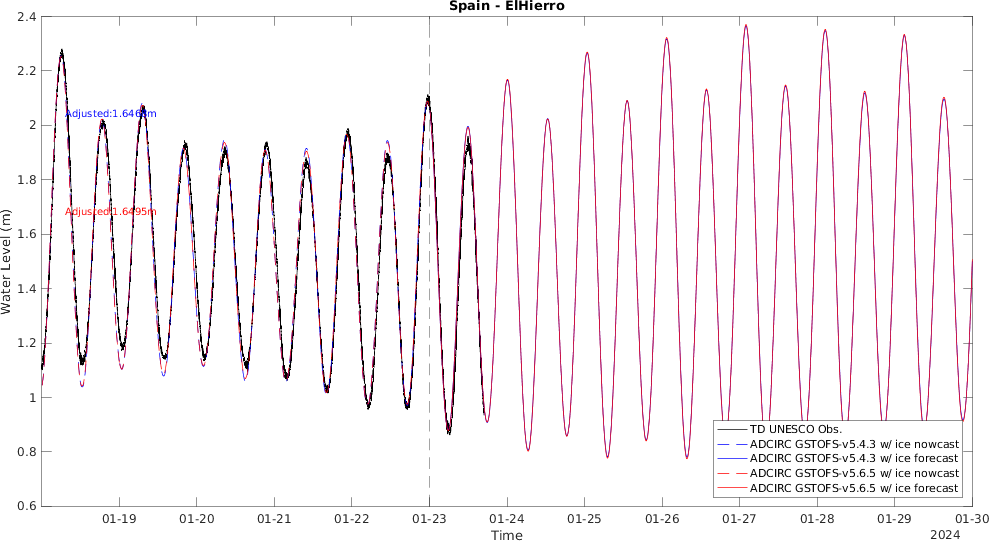 Spain - ElHierro
2.4
2.2
2
1.8
1.6
1.4
1.2
1
0.8
0.6
Water Level (m)
Adjusted:1.6468m
Adjusted:1.6495m
TD UNESCO Obs.
ADCIRC GSTOFS-v5.4.3 w/ ice nowcast
ADCIRC GSTOFS-v5.4.3 w/ ice forecast
ADCIRC GSTOFS-v5.6.5 w/ ice nowcast
ADCIRC GSTOFS-v5.6.5 w/ ice forecast
01-19 01-20 01-21 01-22 01-23 01-24 01-25 01-26 01-27 01-28 01-29 01-30
Time
2024